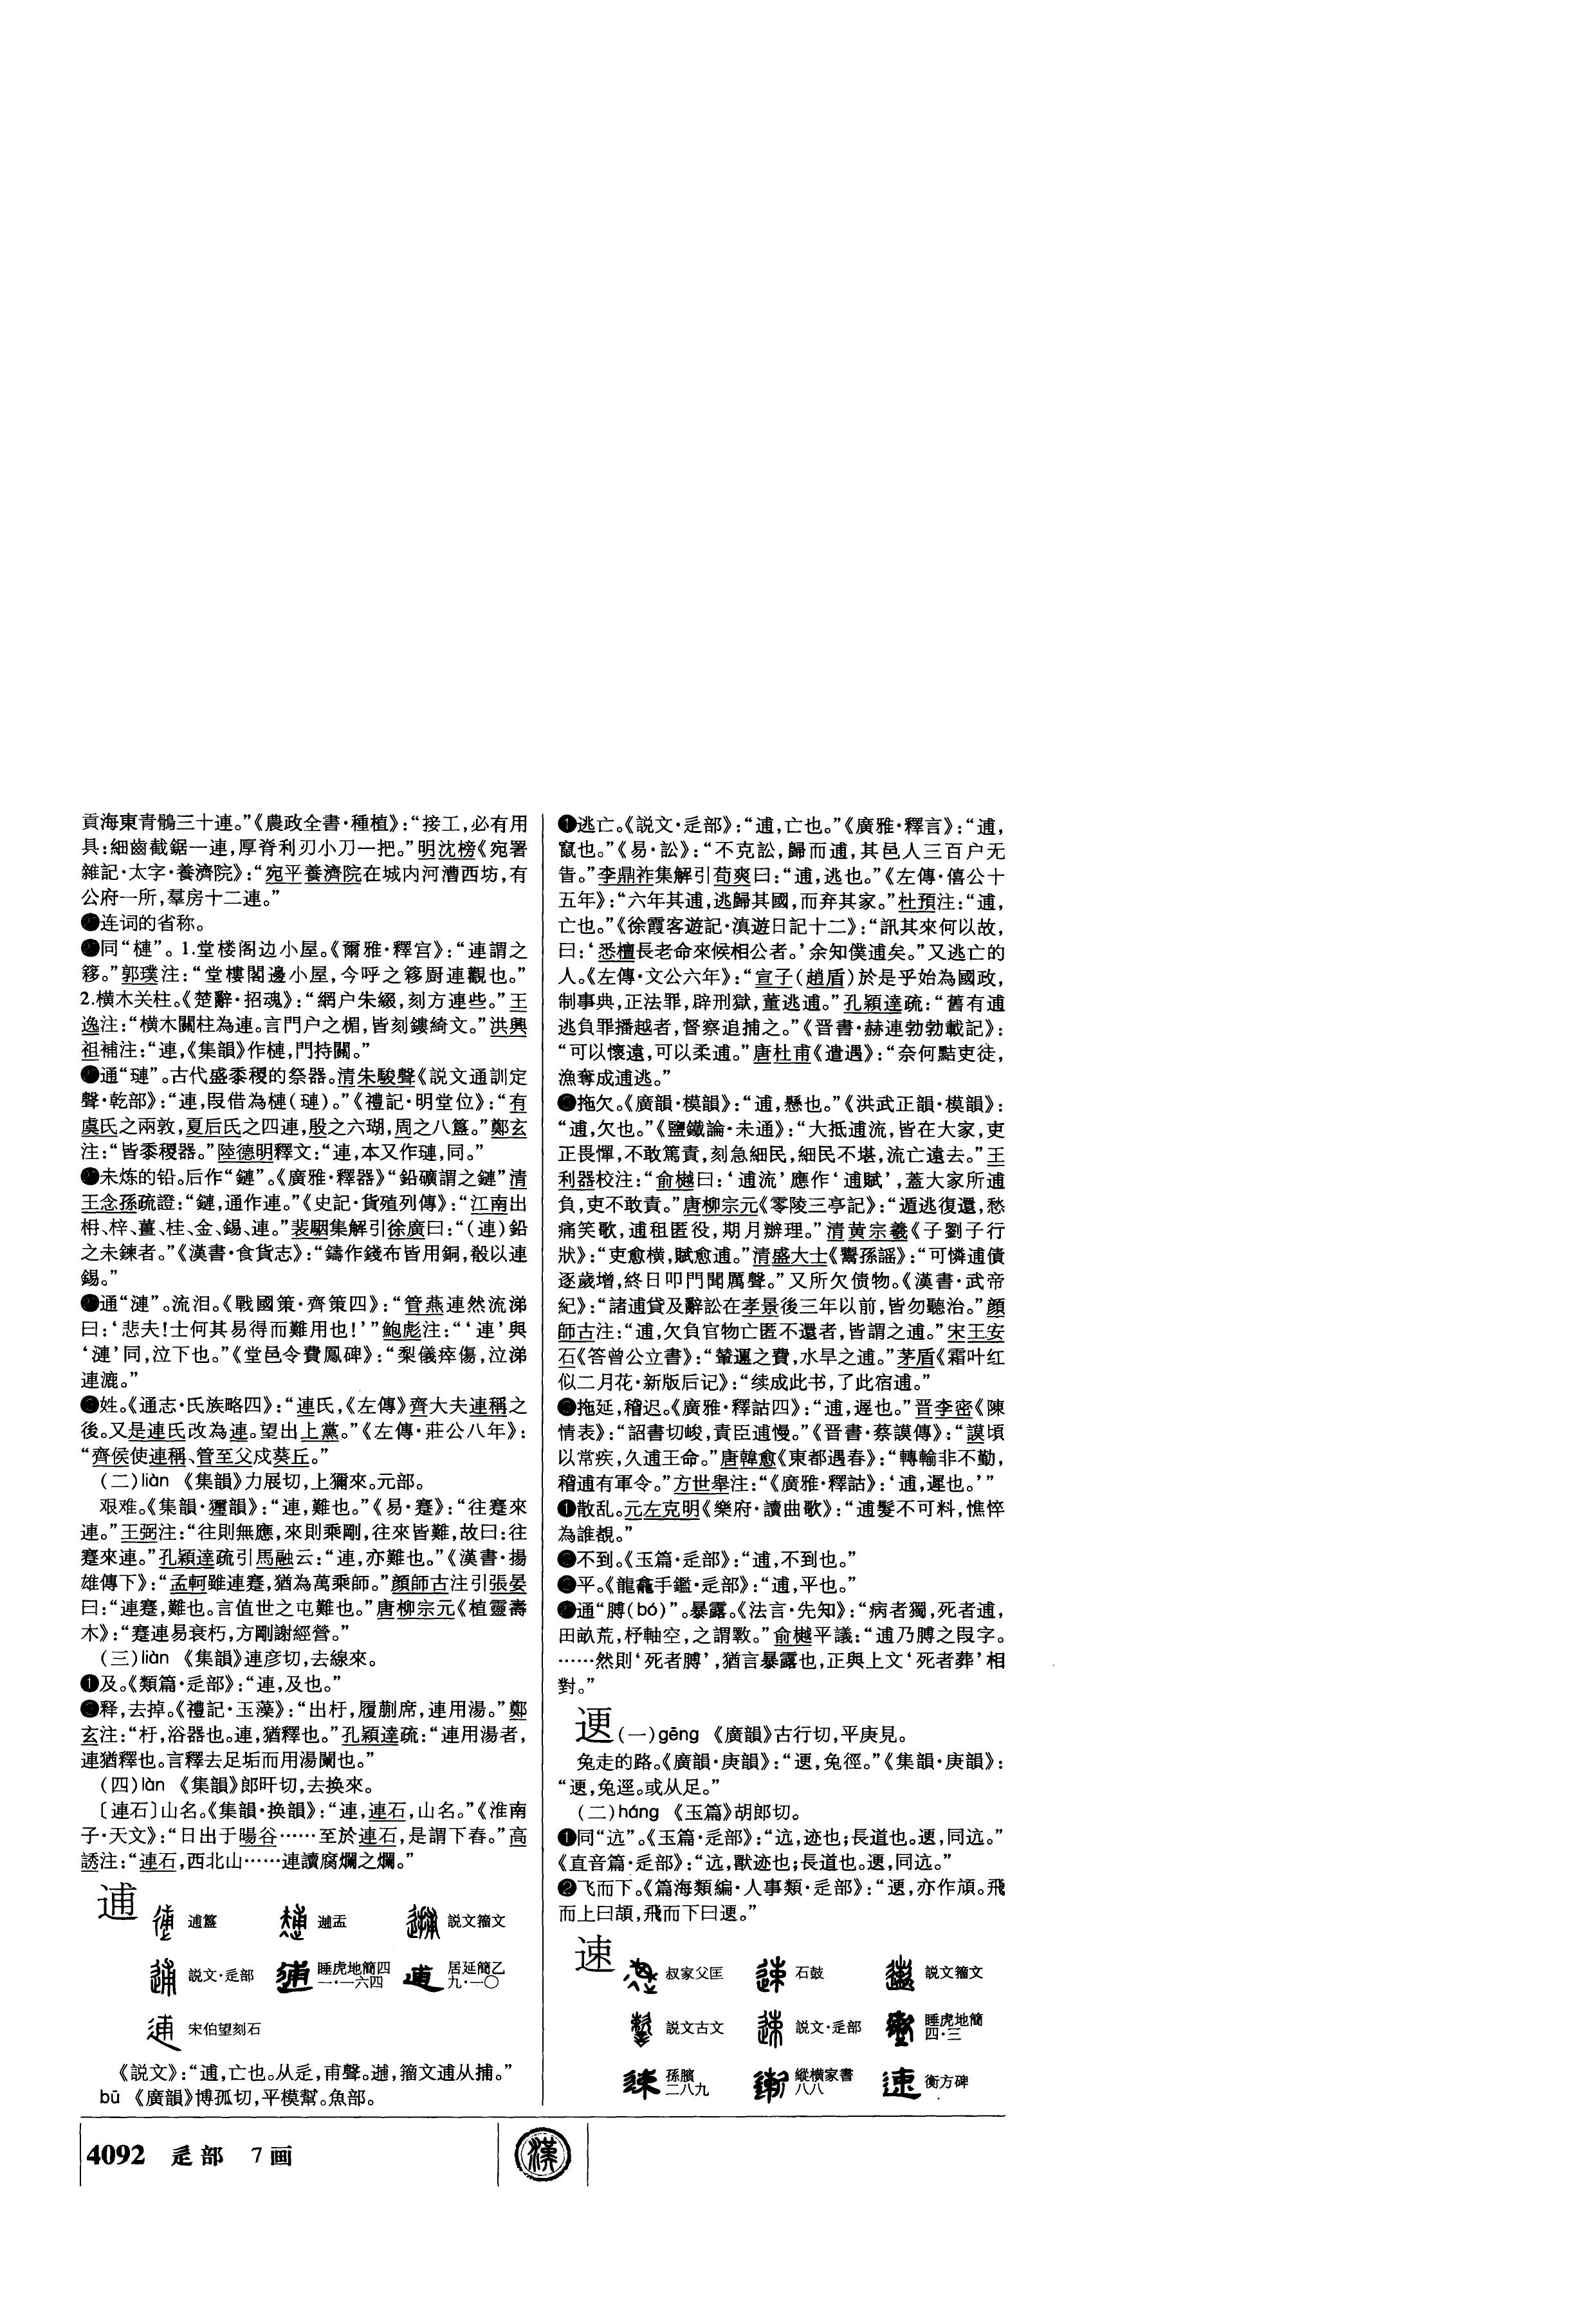 貢海東青鶻三十連。”《農政全書·種植》：“接工，必有用
具：細齒截鋸一連，厚脊利刃小刀一把。”明沈榜《宛署
雜記·太字·養濟院》：“宛平養濟院在城内河漕西坊，有
公府一所，羣房十二連。”
连词的省称。
同“槤”。1.堂楼阁边小屋。《爾雅·釋宫》：“連謂之
簃。”郭璞注：“堂樓閣邊小屋，今呼之簃厨連觀也。”
2.横木关柱。《楚辭·招魂》：“網户朱綴，刻方連些。”王
逸注：“横木關柱為連。言門户之楣，皆刻鏤綺文。”洪興
祖補注：“連，《集韻》作槤，門持關。”
通“璉”。古代盛黍稷的祭器。清朱駿聲《説文通訓定
聲·乾部》：“連，叚借為槤（璉）。”《禮記·明堂位》：“有
虞氏之兩敦，夏后氏之四連，殷之六瑚，周之八簋。”鄭玄
注：“皆黍稷器。”陸德明釋文：“連，本又作璉，同。”
未炼的铅。后作“鏈”。《廣雅·釋器》“鉛礦謂之鏈”清
王念孫疏證：“鏈，通作連。”《史記·貨殖列傳》：“江南出
枏、梓、薑、桂、金、錫、連。”裴駰集解引徐廣曰：“（連）鉛
之未鍊者。”《漢書·食貨志》：“鑄作錢布皆用銅，殽以連
錫。”
通“漣”。流泪。《戰國策·齊策四》：“管燕連然流涕
曰：‘悲夫！士何其易得而難用也！’”鮑彪注：“‘連’與
‘漣’同，泣下也。”《堂邑令費鳳碑》：“梨儀瘁傷，泣涕
連漉。”
姓。《通志·氏族略四》：“連氏，《左傳》齊大夫連稱之
後。又是連氏改為連。望出上黨。”《左傳·莊公八年》：
“齊侯使連稱、管至父戍葵丘。”
（二）liǎn 《集韻》力展切，上獮來。元部。
艰难。《集韻·玁韻》：“連，難也。”《易·蹇》：“往蹇來
連。”王弼注：“往則無應，來則乘剛，往來皆難，故曰：往
蹇來連。”孔穎達疏引馬融云：“連，亦難也。”《漢書·揚
雄傳下》：“孟軻雖連蹇，猶為萬乘師。”顔師古注引張晏
曰：“連蹇，難也。言值世之屯難也。”唐柳宗元《植靈壽
木》：“蹇連易衰朽，方剛謝經營。”
（三）liàn 《集韻》連彦切，去線來。
❶及。《類篇·辵部》：“連，及也。”
❷释，去掉。《禮記·玉藻》：“出杅，履蒯席，連用湯。”鄭
玄注：“杅，浴器也。連，猶釋也。”孔穎達疏：“連用湯者，
連猶釋也。言釋去足垢而用湯闌也。”
（四）làn 《集韻》郎旰切，去换來。
〔連石〕山名。《集韻·换韻》：“連，連石，山名。”《淮南
子·天文》：“日出于暘谷……至於連石，是謂下舂。”高
誘注：“連石，西北山……連讀腐爛之爛。”
逋 逋簋 逋盂 説文籀文
説文·辵部 睡虎地簡四一·一六四 居延簡乙九·一〇
宋伯望刻石
《説文》：“逋，亡也。从辵，甫聲。逋，籀文逋从捕。”
bū 《廣韻》博孤切，平模幫。魚部。
❶逃亡。《説文·辵部》：“逋，亡也。”《廣雅·釋言》：“逋，
竄也。”《易·訟》：“不克訟，歸而逋，其邑人三百户无
眚。”李鼎祚集解引荀爽曰：“逋，逃也。”《左傳·僖公十
五年》：“六年其逋，逃歸其國，而弃其家。”杜預注：“逋，
亡也。”《徐霞客遊記·滇遊日記十二》：“訊其來何以故，
曰：‘悉檀長老命來候相公者。’余知僕逋矣。”又逃亡的
人。《左傳·文公六年》：“宣子（趙盾）於是乎始為國政，
制事典，正法罪，辟刑獄，董逃逋。”孔穎達疏：“舊有逋
逃負罪播越者，督察追捕之。”《晋書·赫連勃勃載記》：
“可以懷遠，可以柔逋。”唐杜甫《遣遇》：“奈何黠吏徒，
漁奪成逋逃。”
❷拖欠。《廣韻·模韻》：“逋，懸也。”《洪武正韻·模韻》：
“逋，欠也。”《鹽鐵論·未通》：“大抵逋流，皆在大家，吏
正畏憚，不敢篤責，刻急細民，細民不堪，流亡遠去。”王
利器校注：“俞樾曰：‘逋流’應作‘逋賦’，蓋大家所逋
負，吏不敢責。”唐柳宗元《零陵三亭記》：“遁逃復還，愁
痛笑歌，逋租匿役，期月辦理。”清黄宗羲《子劉子行
狀》：“吏愈横，賦愈逋。”清盛大士《鬻孫謡》：“可憐逋債
逐歲增，終日叩門聞厲聲。”又所欠债物。《漢書·武帝
紀》：“諸逋貸及辭訟在孝景後三年以前，皆勿聽治。”顔
師古注：“逋，欠負官物亡匿不還者，皆謂之逋。”宋王安
石《答曾公立書》：“輦運之費，水旱之逋。”茅盾《霜叶红
似二月花·新版后记》：“续成此书，了此宿逋。”
❸拖延，稽迟。《廣雅·釋詁四》：“逋，遲也。”晋李密《陳
情表》：“詔書切峻，責臣逋慢。”《晋書·蔡謨傳》：“謨頃
以常疾，久逋王命。”唐韓愈《東都遇春》：“轉輸非不勤，
稽逋有軍令。”方世舉注：“《廣雅·釋詁》：‘逋，遲也。’”
散乱。元左克明《樂府·讀曲歌》：“逋髮不可料，憔悴
為誰覩。”
不到。《玉篇·辵部》：“逋，不到也。”
平。《龍龕手鑑·辵部》：“逋，平也。”
通“膊（bó）”。暴露。《法言·先知》：“病者獨，死者逋，
田畝荒，杼軸空，之謂斁。”俞樾平議：“逋乃膊之叚字。
……然則‘死者膊’，猶言暴露也，正與上文‘死者葬’相
對。”
䢚 （一）gēng 《廣韻》古行切，平庚見。
兔走的路。《廣韻·庚韻》：“䢚，兔徑。”《集韻·庚韻》：
“䢚，兔逕。或从足。”
（二）háng 《玉篇》胡郎切。
❶同“迒”。《玉篇·辵部》：“迒，迹也；長道也。䢚，同迒。”
《直音篇·辵部》：“迒，獸迹也；長道也。䢚，同迒。”
❷飞而下。《篇海類編·人事類·辵部》：“䢚，亦作頏。飛
而上曰頡，飛而下曰䢚。”
速 叔家父匡 石鼓 説文籀文
説文古文 説文·辵部 睡虎地簡四·三
孫臏二八九 縱横家書八八 衡方碑
4092 辵部 7画 漢